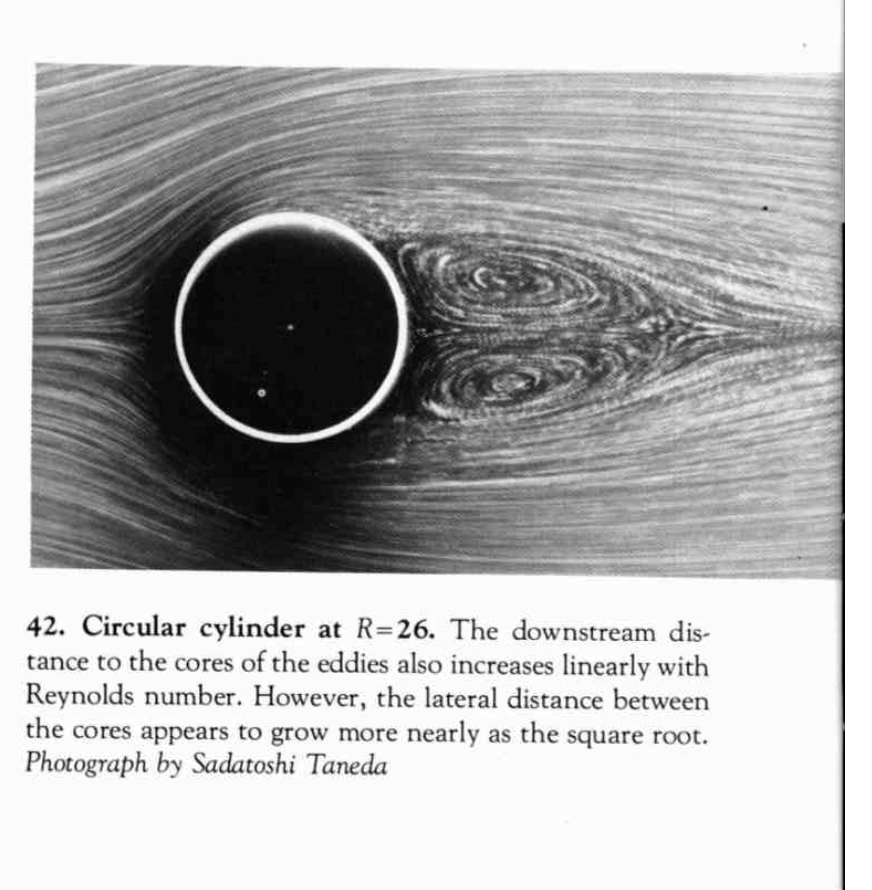 42. Circular cylinder at R=26. The downstream dis-
tance to the cores of the eddies also increases linearly with
Reynolds number. However, the lateral distance between
the cores appears to grow more nearly as the square root.
Photograph by Sadatoshi Taneda